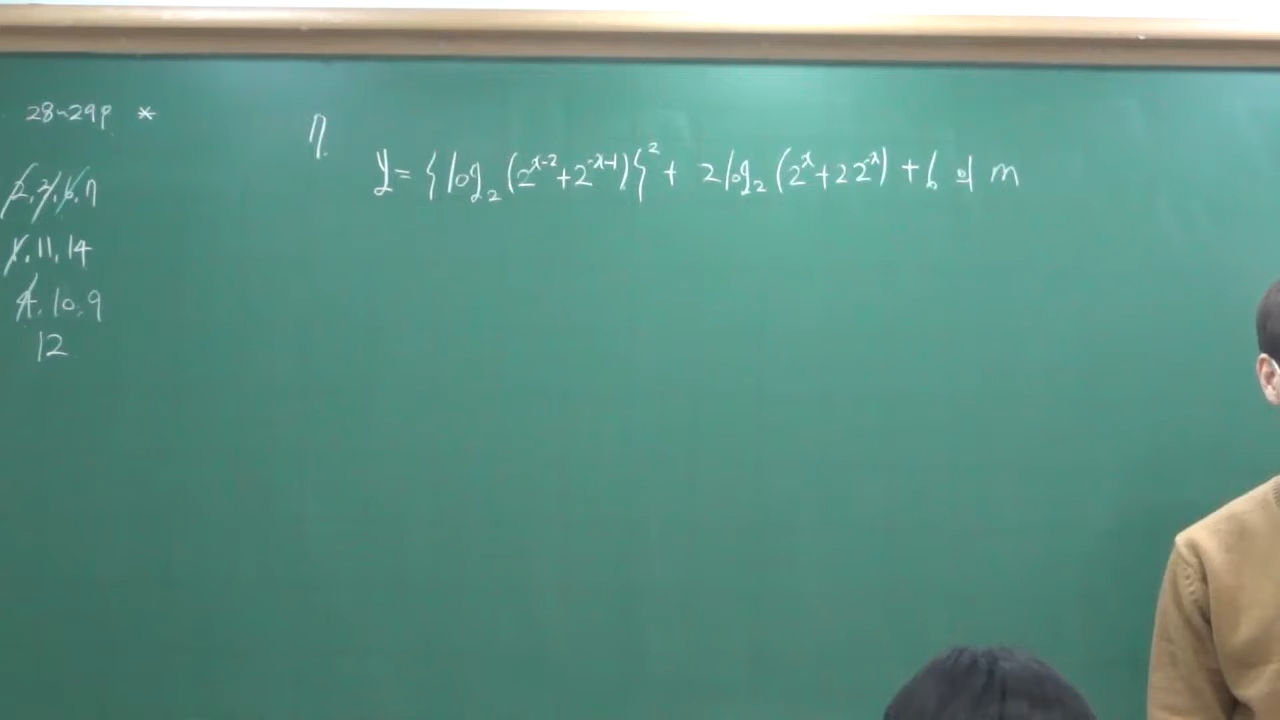 28~29p *
2, 3, 6, 7
1, 11, 14
4, 10, 9
12
7.
y = {log₂(2^{x-2}+2^{-x-1})}² + 2log₂(2^x+2 2^{-x}) + 6 의 m